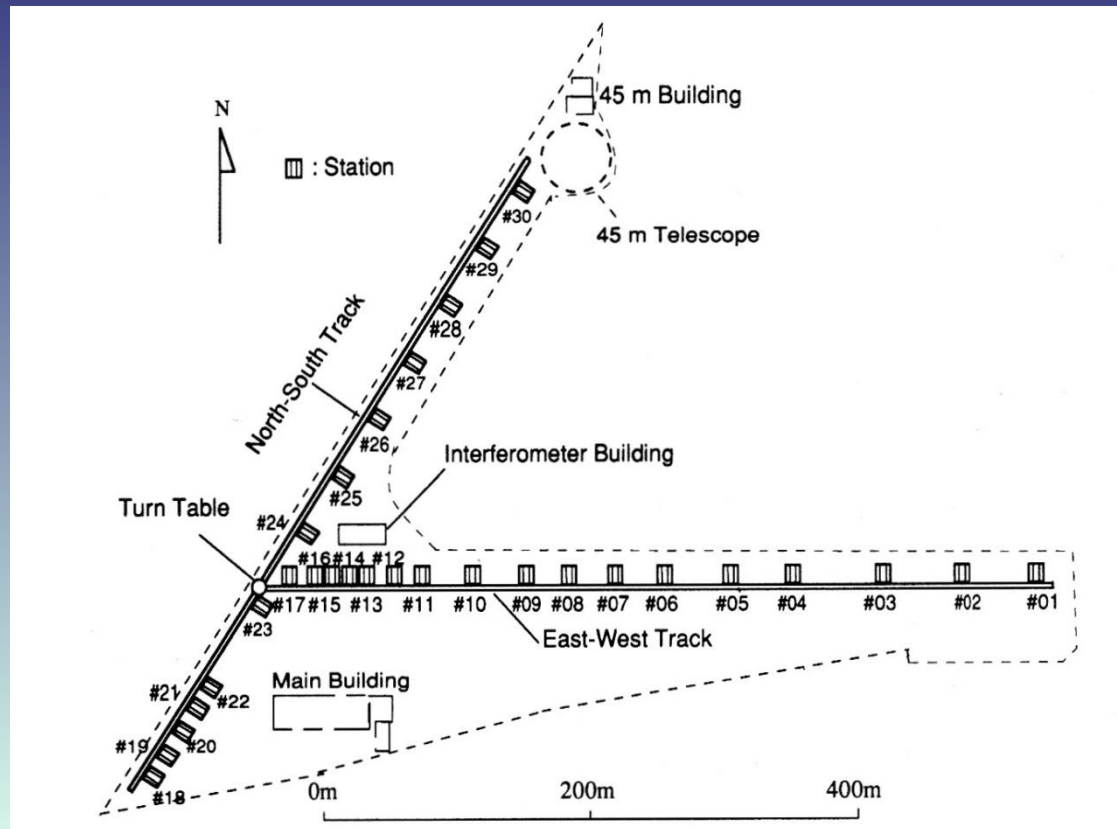 45 m Building
N
: Station
#30
45 m Telescope
#29
#28
North-South Track
#27
#26
Interferometer Building
#25
Turn Table
#24
#16 #14 #12
#17 #15 #13 #11 #10 #09 #08 #07 #06 #05 #04 #03 #02 #01
#23
East-West Track
Main Building
#21
#22
#19
#20
#18
0m 200m 400m